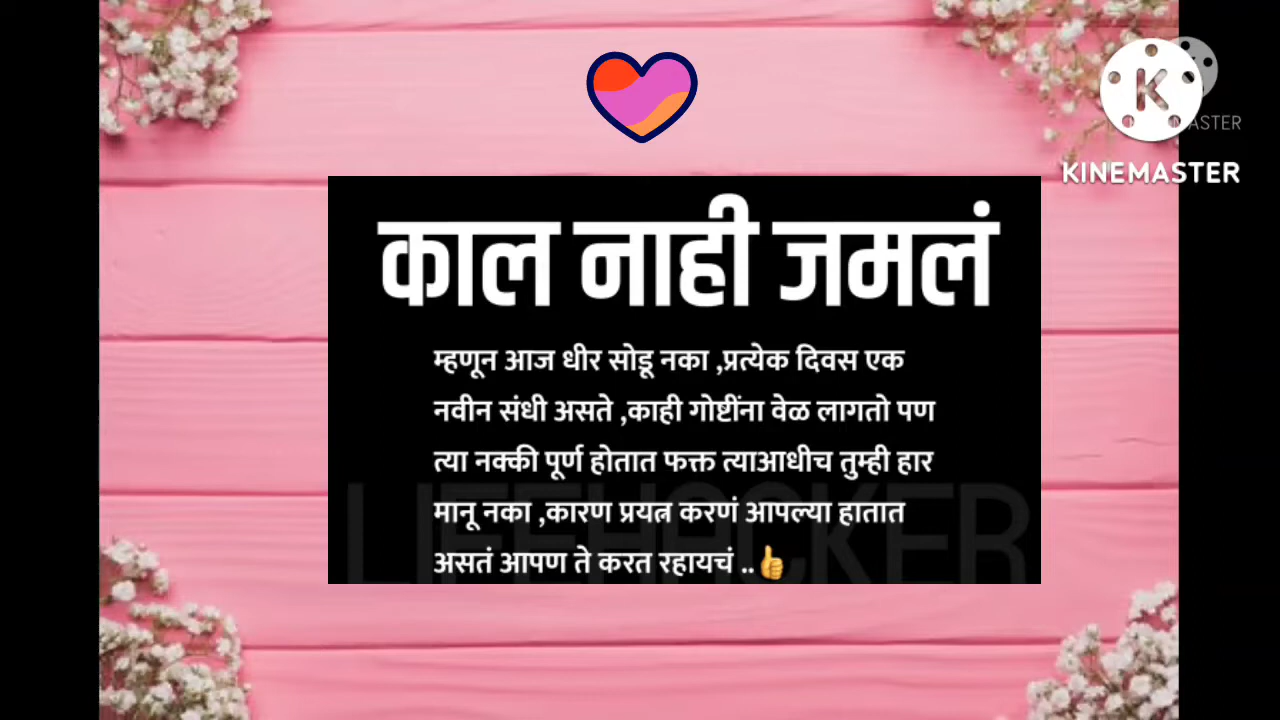 काल नाही जमलं
म्हणून आज धीर सोडू नका ,प्रत्येक दिवस एक
नवीन संधी असते ,काही गोष्टींना वेळ लागतो पण
त्या नक्की पूर्ण होतात फक्त त्याआधीच तुम्ही हार
मानू नका ,कारण प्रयत्न करणं आपल्या हातात
असतं आपण ते करत रहायचं ..👍
LIFEHACKER
K
KINEMASTER
KINEMASTER